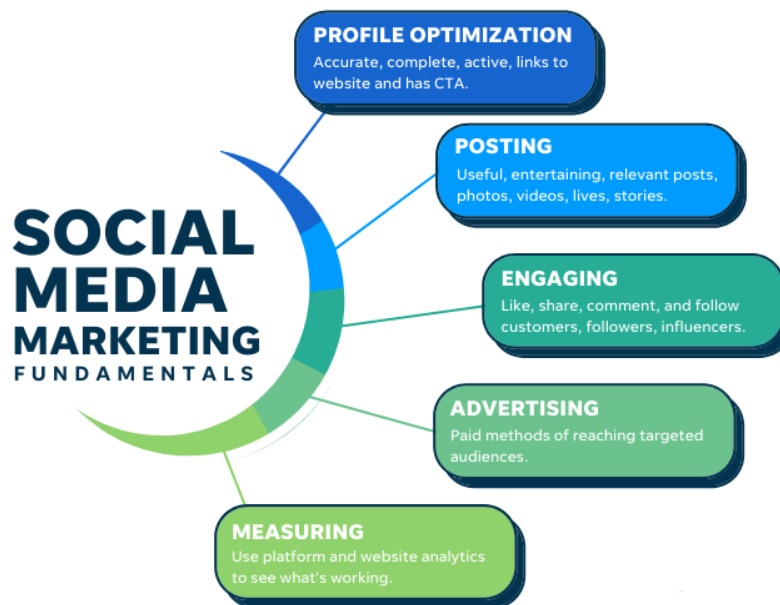 SOCIAL
MEDIA
MARKETING
FUNDAMENTALS
PROFILE OPTIMIZATION
Accurate, complete, active, links to
website and has CTA.
POSTING
Useful, entertaining, relevant posts,
photos, videos, lives, stories.
ENGAGING
Like, share, comment, and follow
customers, followers, influencers.
ADVERTISING
Paid methods of reaching targeted
audiences.
MEASURING
Use platform and website analytics
to see what's working.